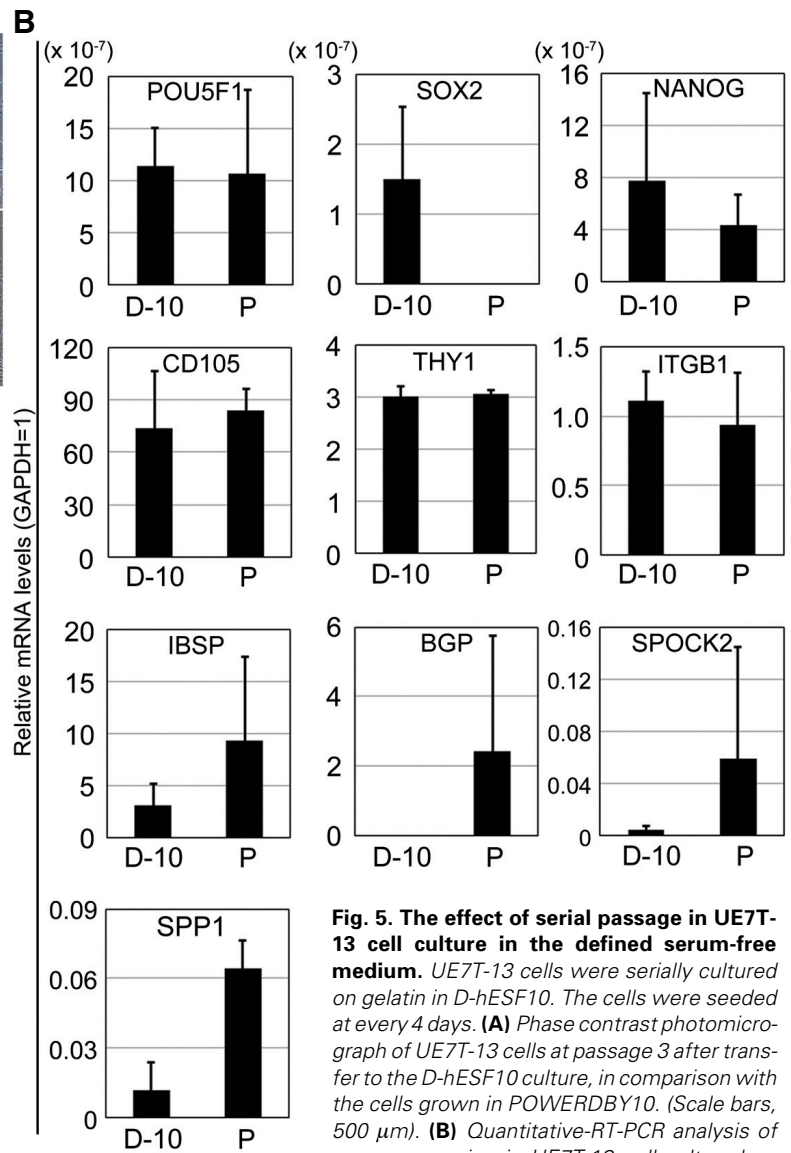 B
(x 10-7) (x 10-7) (x 10-7)
Relative mRNA levels (GAPDH=1)
POU5F1
20
15
10
5
0
D-10 P
SOX2
3
2
1
0
D-10 P
NANOG
16
12
8
4
0
D-10 P
CD105
120
90
60
30
0
D-10 P
THY1
4
3
2
1
0
D-10 P
ITGB1
1.5
1.0
0.5
0
D-10 P
IBSP
20
15
10
5
0
D-10 P
BGP
6
4
2
0
D-10 P
SPOCK2
0.16
0.12
0.08
0.04
0
D-10 P
SPP1
0.09
0.06
0.03
0
D-10 P
Fig. 5. The effect of serial passage in UE7T-
13 cell culture in the defined serum-free
medium. UE7T-13 cells were serially cultured
on gelatin in D-hESF10. The cells were seeded
at every 4 days. (A) Phase contrast photomicro-
graph of UE7T-13 cells at passage 3 after trans-
fer to the D-hESF10 culture, in comparison with
the cells grown in POWERDBY10. (Scale bars,
500 µm). (B) Quantitative-RT-PCR analysis of